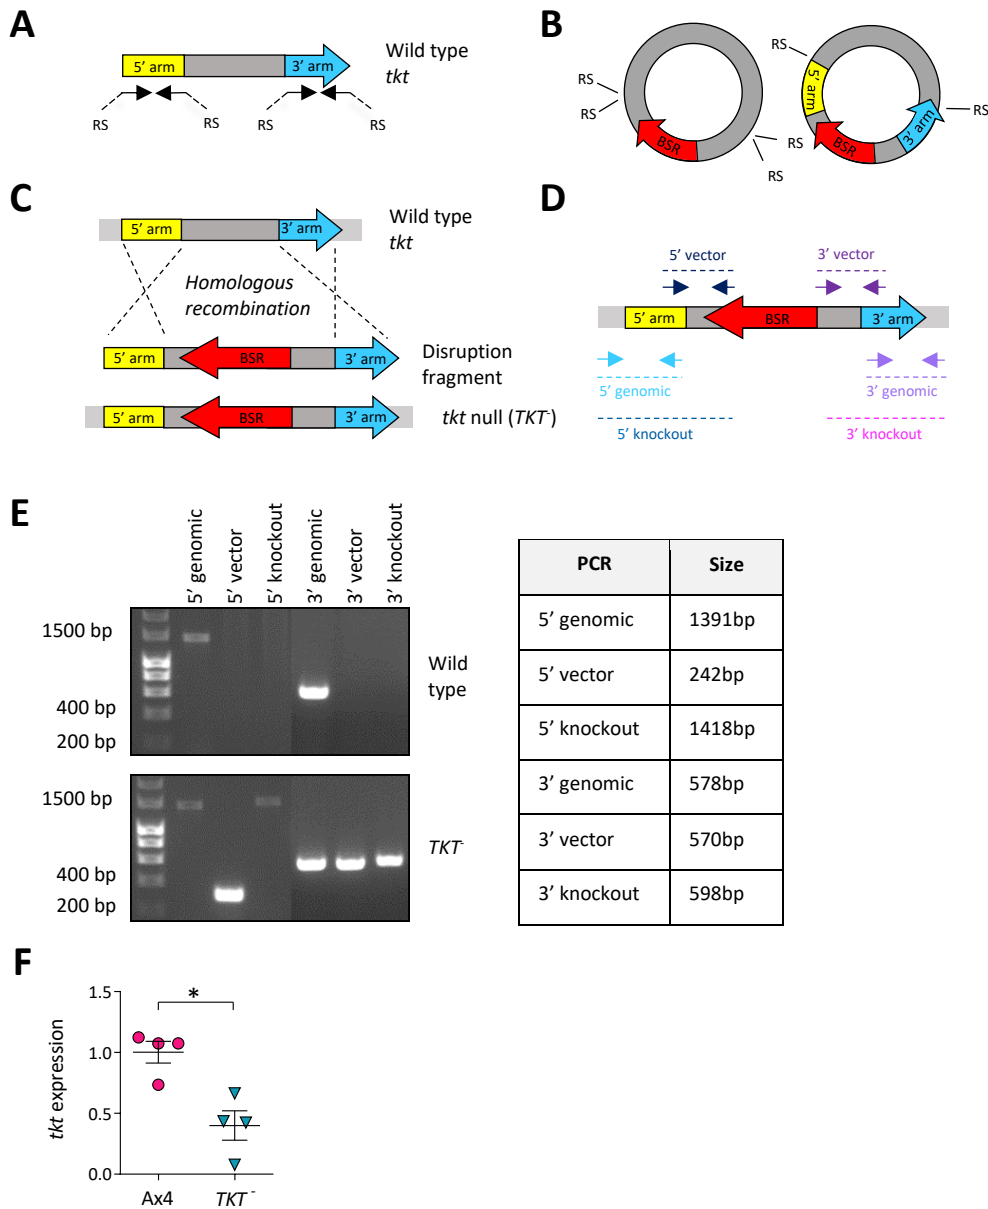 A
5' arm
3' arm
Wild type
tkt
RS
RS
RS
RS
B
RS
RS
BSR
RS
RS
RS
5' arm
BSR
3' arm
RS
C
5' arm
3' arm
Wild type
tkt
Homologous
recombination
5' arm
BSR
3' arm
Disruption
fragment
5' arm
BSR
3' arm
tkt null (TKT-)
D
5' vector
3' vector
5' arm
BSR
3' arm
5' genomic
3' genomic
5' knockout
3' knockout
E
5' genomic
5' vector
5' knockout
3' genomic
3' vector
3' knockout
1500 bp
400 bp
200 bp
Wild
type
1500 bp
400 bp
200 bp
TKT-
PCR Size
5' genomic 1391bp
5' vector 242bp
5' knockout 1418bp
3' genomic 578bp
3' vector 570bp
3' knockout 598bp
F
tkt expression
1.5
1.0
0.5
0.0
*
Ax4
TKT -